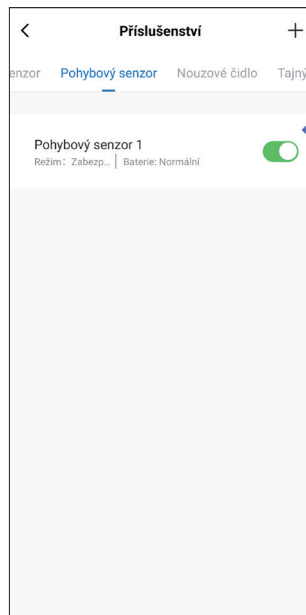 Příslušenství
enzor Pohybový senzor Nouzové čidlo Tajný
Pohybový senzor 1
Režim: Zabezp... | Baterie: Normální